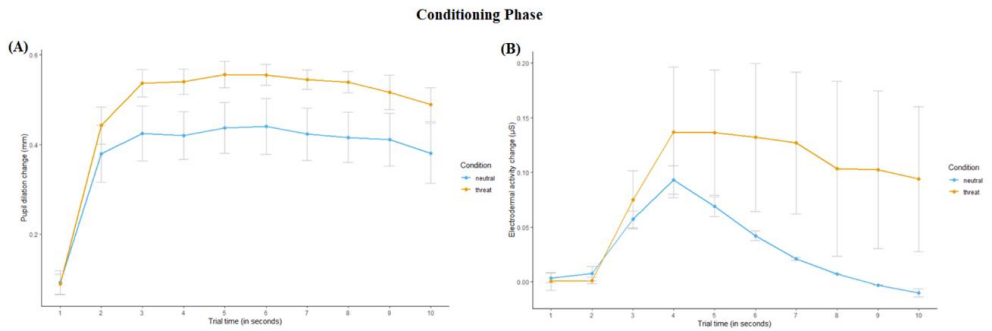 Conditioning Phase
(A)
Pupil dilation change (mm)
0.6
0.4
0.2
1 2 3 4 5 6 7 8 9 10
Trial time (in seconds)
Condition
neutral
threat
(B)
Electrodermal activity change (µS)
0.20
0.15
0.10
0.05
0.00
1 2 3 4 5 6 7 8 9 10
Trial time (in seconds)
Condition
neutral
threat